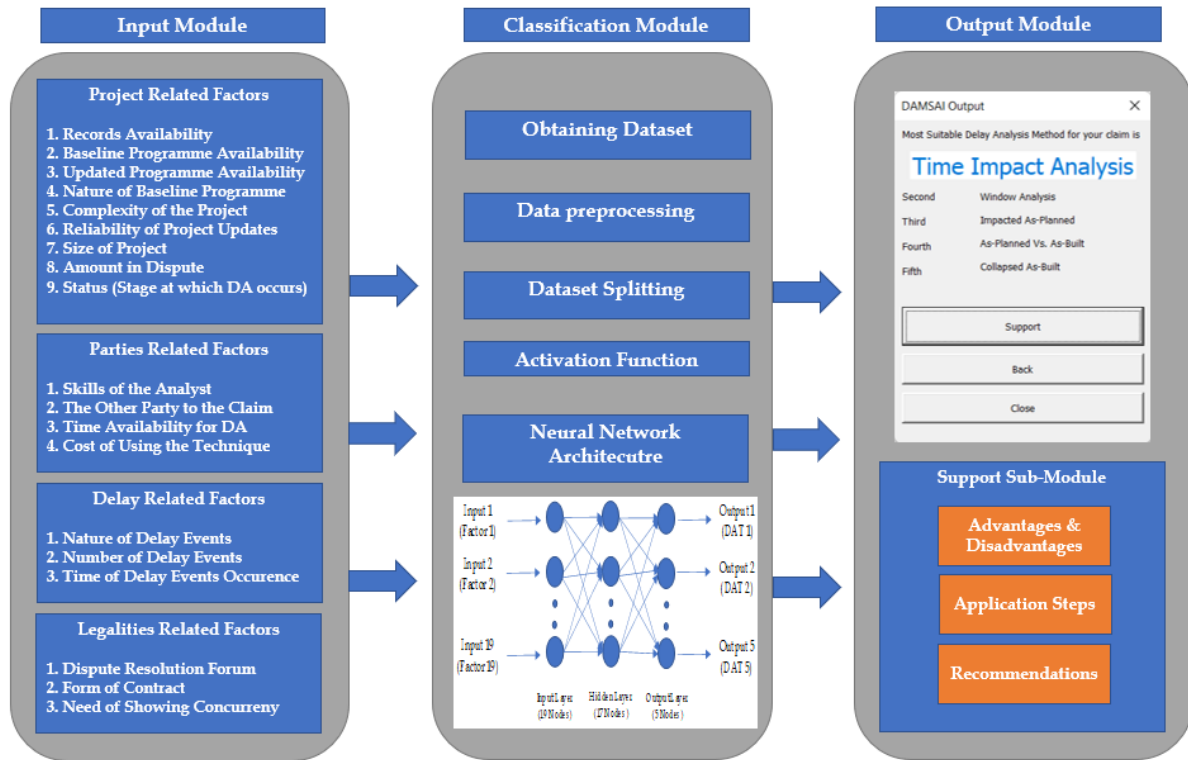 Input Module
Project Related Factors
1. Records Availability
2. Baseline Programme Availability
3. Updated Programme Availability
4. Nature of Baseline Programme
5. Complexity of the Project
6. Reliability of Project Updates
7. Size of Project
8. Amount in Dispute
9. Status (Stage at which DA occurs)
Parties Related Factors
1. Skills of the Analyst
2. The Other Party to the Claim
3. Time Availability for DA
4. Cost of Using the Technique
Delay Related Factors
1. Nature of Delay Events
2. Number of Delay Events
3. Time of Delay Events Occurence
Legalities Related Factors
1. Dispute Resolution Forum
2. Form of Contract
3. Need of Showing Concurreny
Classification Module
Obtaining Dataset
Data preprocessing
Dataset Splitting
Activation Function
Neural Network
Architecutre
Input 1
(Factor 1)
Input 2
(Factor 2)
Input 19
(Factor 19)
Output 1
(DAT 1)
Output 2
(DAT 2)
Output 5
(DAT 5)
Input Layer
(19 Nodes)
Hidden Layer
(17 Nodes)
Output Layer
(5 Nodes)
Output Module
DAMSAI Output
Most Suitable Delay Analysis Method for your claim is
Time Impact Analysis
Second Window Analysis
Third Impacted As-Planned
Fourth As-Planned Vs. As-Built
Fifth Collapsed As-Built
Support
Back
Close
Support Sub-Module
Advantages &
Disadvantages
Application Steps
Recommendations